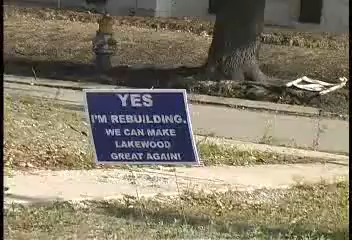 YES
I'M REBUILDING.
WE CAN MAKE
LAKEWOOD
GREAT AGAIN!